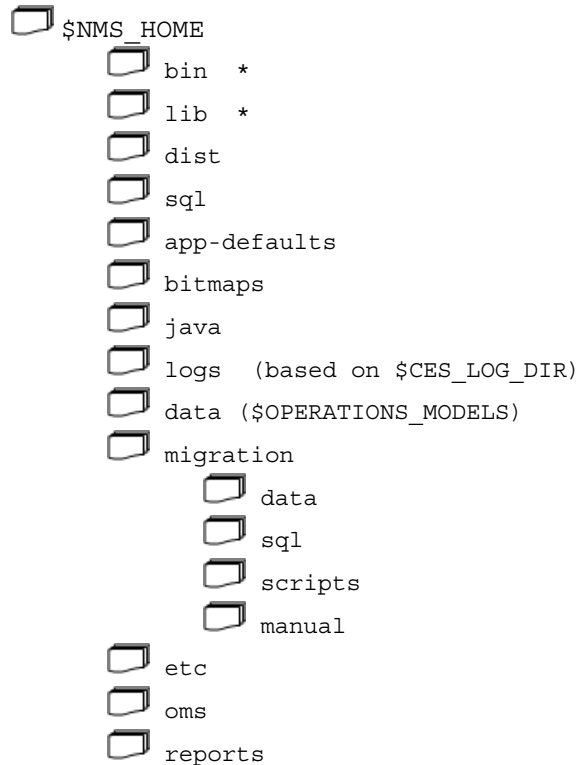 $NMS_HOME
bin *
lib *
dist
sql
app-defaults
bitmaps
java
logs (based on $CES_LOG_DIR)
data ($OPERATIONS_MODELS)
migration
data
sql
scripts
manual
etc
oms
reports